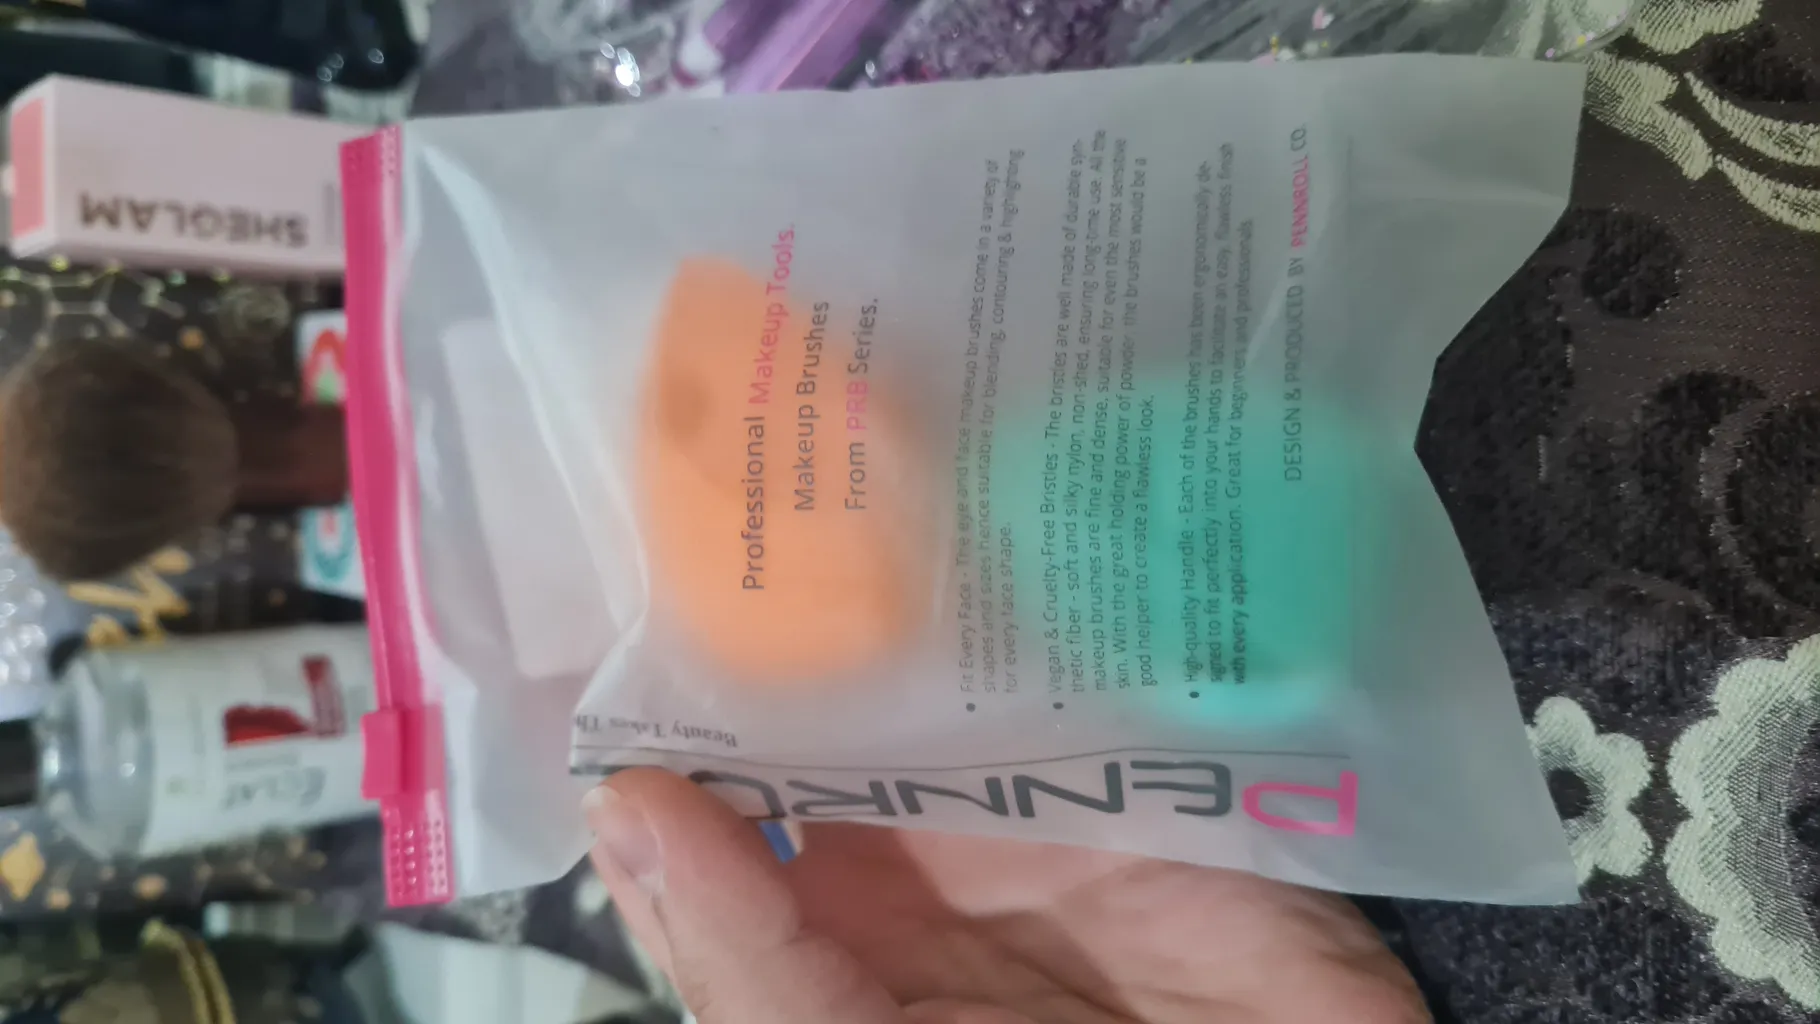 SHEGLAM
Professional Makeup Tools.
Makeup Brushes
From PRB Series.
• Fit Every Face - The eye and face makeup brushes come in a variety of
shapes and sizes hence suitable for blending, contouring & highlighting
for every face shape.
• Vegan & Cruelty-Free Bristles - The bristles are well made of durable syn-
thetic fiber - soft and silky nylon, non-shed, ensuring long-time use. All the
makeup brushes are fine and dense, suitable for even the most sensitive
skin. With the great holding power of powder, the brushes would be a
good helper to create a flawless look.
• High-quality Handle - Each of the brushes has been ergonomically de-
signed to fit perfectly into your hands to facilitate an easy, flawless finish
with every application. Great for beginners and professionals.
DESIGN & PRODUCED BY PENNROLL CO.
PENNRO
Beauty Takes Th
ECLAT